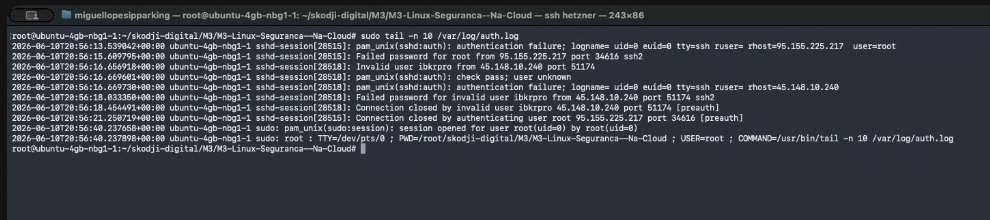 miguellopesipparking — root@ubuntu-4gb-nbg1-1: ~/skodji-digital/M3/M3-Linux-Seguranca--Na-Cloud — ssh hetzner — 243×86
root@ubuntu-4gb-nbg1-1:~/skodji-digital/M3/M3-Linux-Seguranca--Na-Cloud# sudo tail -n 10 /var/log/auth.log
2026-06-10T20:56:13.539042+00:00 ubuntu-4gb-nbg1-1 sshd-session[28515]: pam_unix(sshd:auth): authentication failure; logname= uid=0 euid=0 tty=ssh ruser= rhost=95.155.225.217  user=root
2026-06-10T20:56:15.609795+00:00 ubuntu-4gb-nbg1-1 sshd-session[28515]: Failed password for root from 95.155.225.217 port 34616 ssh2
2026-06-10T20:56:16.656918+00:00 ubuntu-4gb-nbg1-1 sshd-session[28518]: Invalid user ibkrpro from 45.148.10.240 port 51174
2026-06-10T20:56:16.669601+00:00 ubuntu-4gb-nbg1-1 sshd-session[28518]: pam_unix(sshd:auth): check pass; user unknown
2026-06-10T20:56:16.669730+00:00 ubuntu-4gb-nbg1-1 sshd-session[28518]: pam_unix(sshd:auth): authentication failure; logname= uid=0 euid=0 tty=ssh ruser= rhost=45.148.10.240
2026-06-10T20:56:18.033350+00:00 ubuntu-4gb-nbg1-1 sshd-session[28518]: Failed password for invalid user ibkrpro from 45.148.10.240 port 51174 ssh2
2026-06-10T20:56:18.454491+00:00 ubuntu-4gb-nbg1-1 sshd-session[28518]: Connection closed by invalid user ibkrpro 45.148.10.240 port 51174 [preauth]
2026-06-10T20:56:21.250719+00:00 ubuntu-4gb-nbg1-1 sshd-session[28515]: Connection closed by authenticating user root 95.155.225.217 port 34616 [preauth]
2026-06-10T20:56:40.237658+00:00 ubuntu-4gb-nbg1-1 sudo: pam_unix(sudo:session): session opened for user root(uid=0) by root(uid=0)
2026-06-10T20:56:40.237898+00:00 ubuntu-4gb-nbg1-1 sudo: root : TTY=/dev/pts/0 ; PWD=/root/skodji-digital/M3/M3-Linux-Seguranca--Na-Cloud ; USER=root ; COMMAND=/usr/bin/tail -n 10 /var/log/auth.log
root@ubuntu-4gb-nbg1-1:~/skodji-digital/M3/M3-Linux-Seguranca--Na-Cloud#